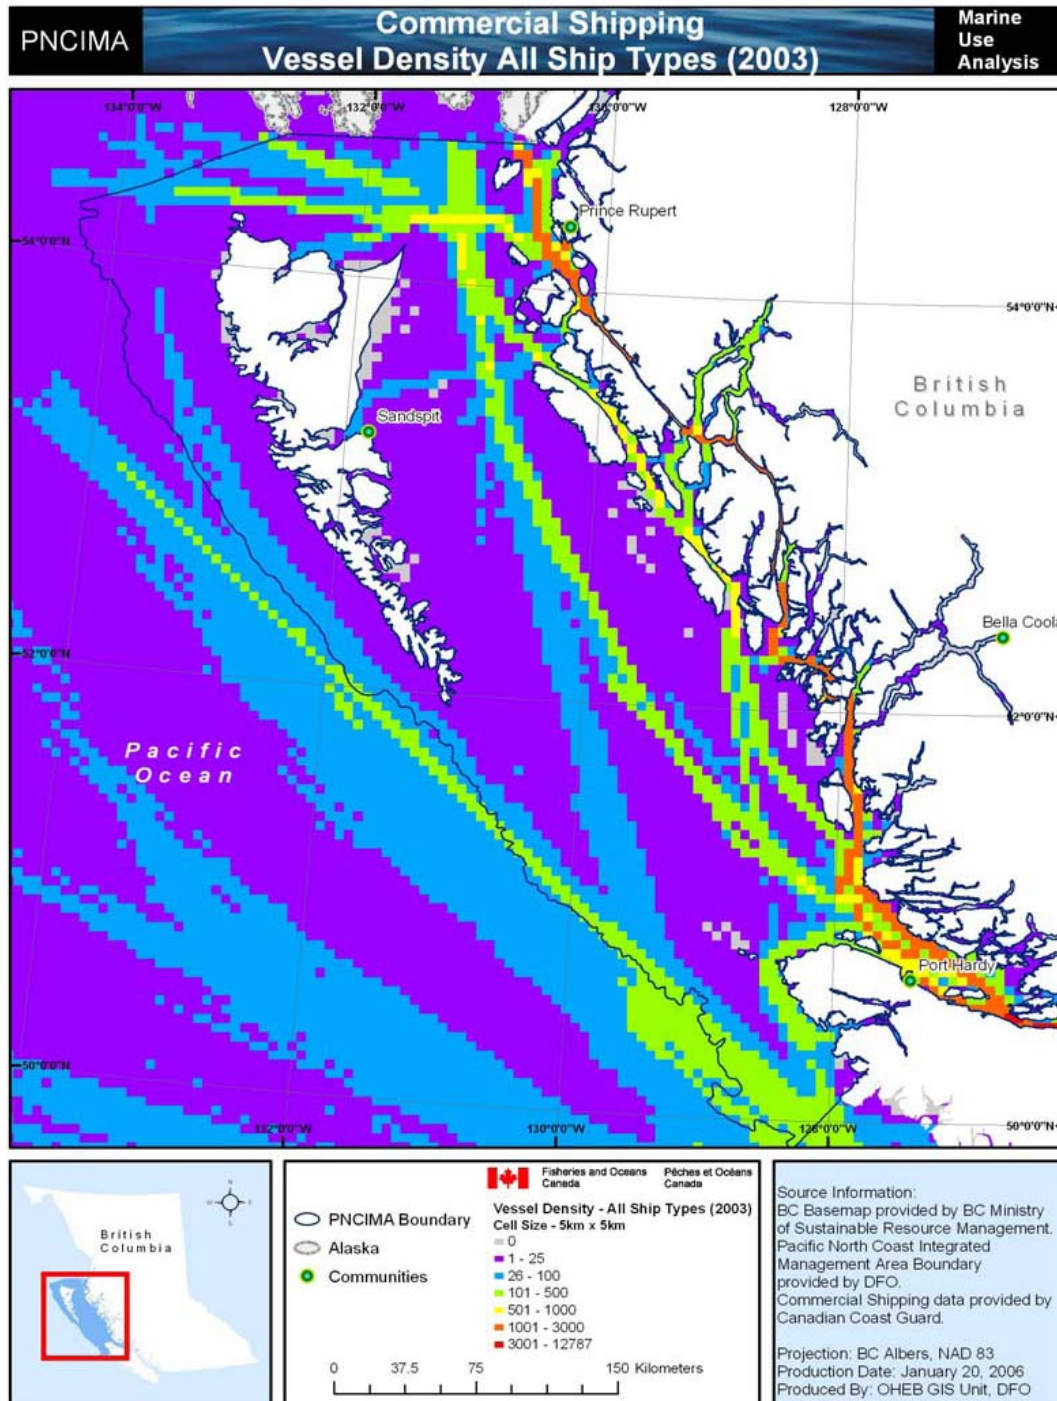 PNCIMA
Commercial Shipping
Vessel Density All Ship Types (2003)
Marine
Use
Analysis
134°0'0"W
132°0'0"W
130°0'0"W
128°0'0"W
Prince Rupert
54°0'0"N
54°0'0"N
British
Columbia
Sandspit
Bella Coola
52°0'0"N
2°0'0"N
Pacific
Ocean
Port Hardy
50°0'0"N
132°0'0"W
130°0'0"W
128°0'0"W
50°0'0"N
British
Columbia
N
E
S
W
PNCIMA Boundary
Alaska
Communities
Fisheries and Oceans
Canada
Pêches et Océans
Canada
Vessel Density - All Ship Types (2003)
Cell Size - 5km x 5km
0
1 - 25
26 - 100
101 - 500
501 - 1000
1001 - 3000
3001 - 12787
0 37.5 75 150 Kilometers
Source Information:
BC Basemap provided by BC Ministry
of Sustainable Resource Management.
Pacific North Coast Integrated
Management Area Boundary
provided by DFO.
Commercial Shipping data provided by
Canadian Coast Guard.
Projection: BC Albers, NAD 83
Production Date: January 20, 2006
Produced By: OHEB GIS Unit, DFO